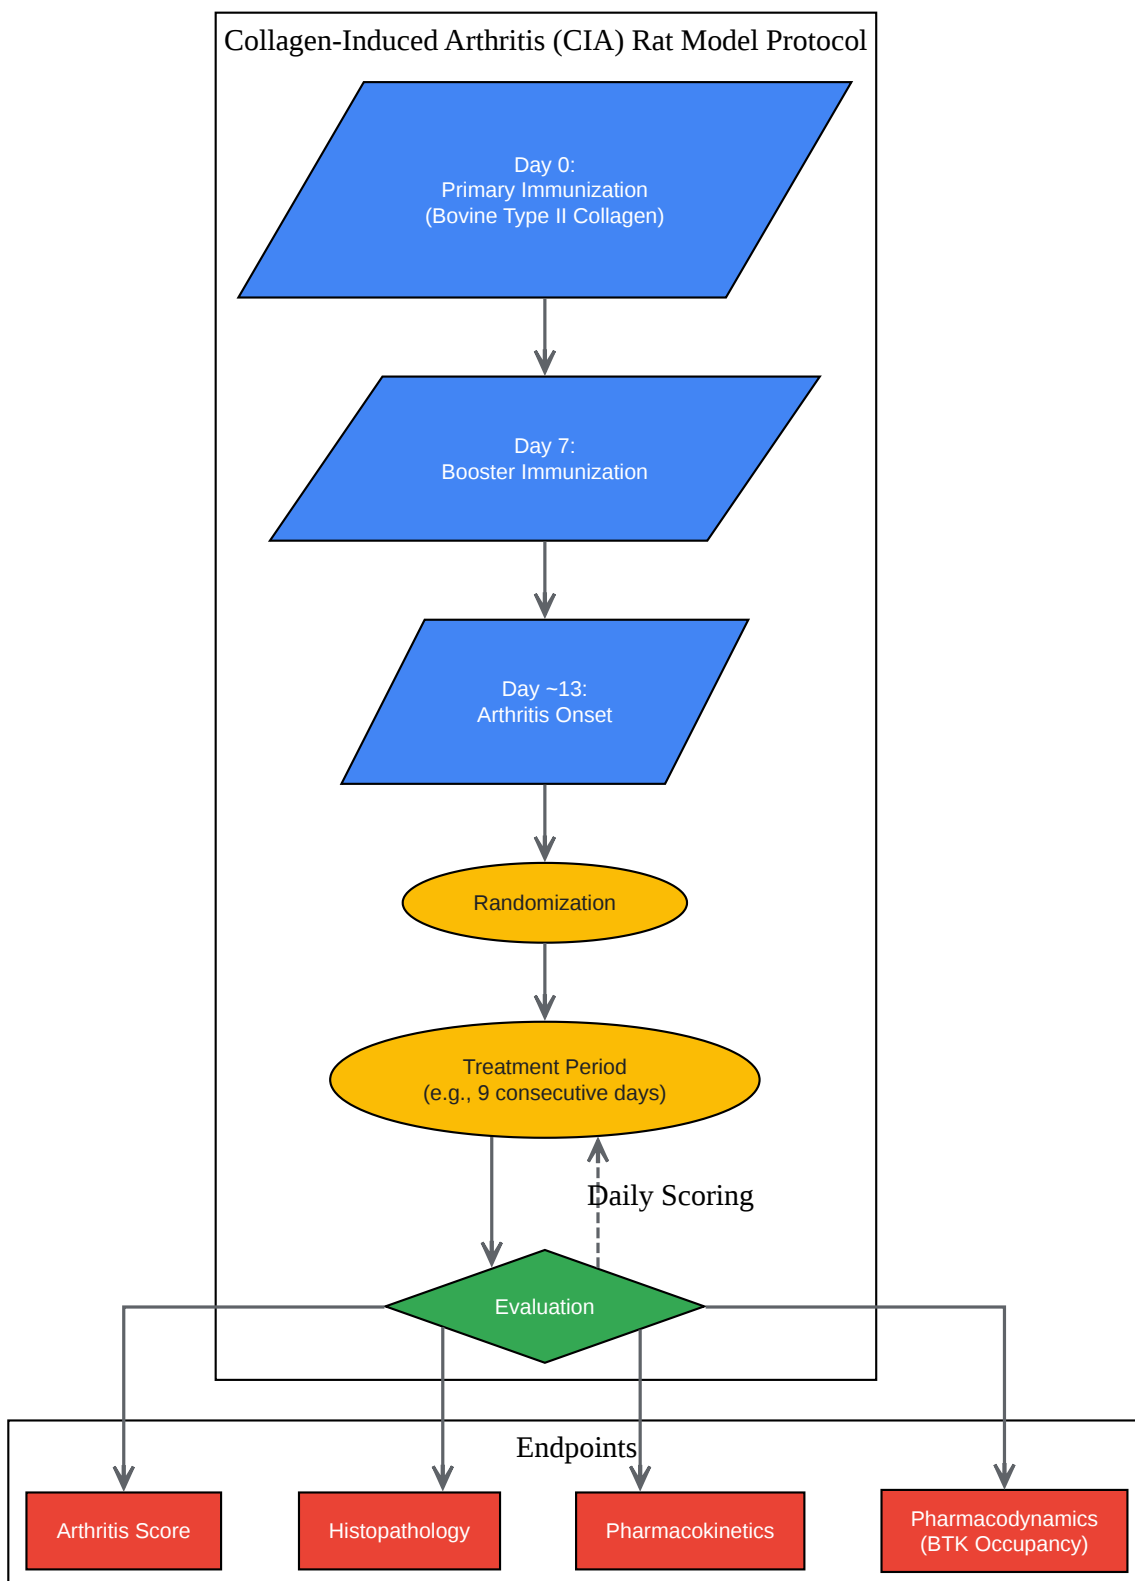 Collagen-Induced Arthritis (CIA) Rat Model Protocol
Day 0:
Primary Immunization
(Bovine Type II Collagen)
Day 7:
Booster Immunization
Day ~13:
Arthritis Onset
Randomization
Treatment Period
(e.g., 9 consecutive days)
Daily Scoring
Evaluation
Endpoints
Arthritis Score
Histopathology
Pharmacokinetics
Pharmacodynamics
(BTK Occupancy)